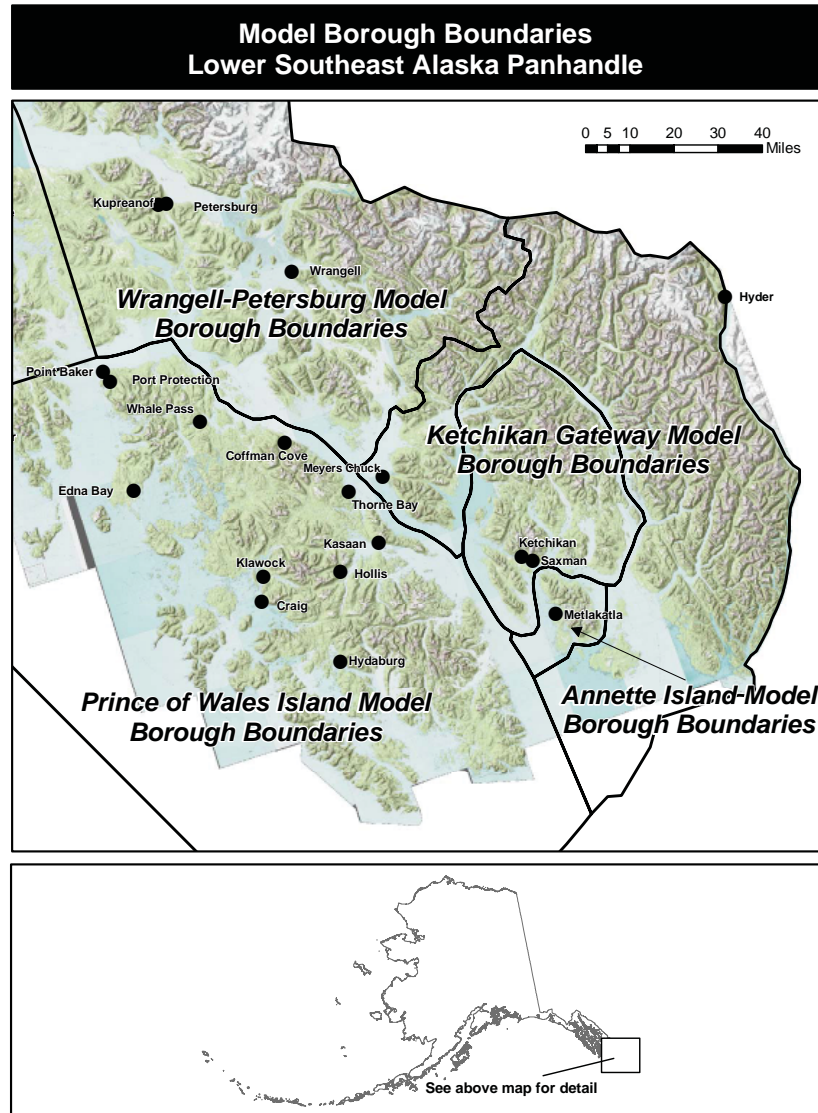 Model Borough Boundaries
Lower Southeast Alaska Panhandle
0 5 10 20 30 40
Miles
Kupreanof
Petersburg
Wrangell
Hyder
Wrangell-Petersburg Model
Borough Boundaries
Point Baker
Port Protection
Whale Pass
Coffman Cove
Meyers Chuck
Ketchikan Gateway Model
Borough Boundaries
Edna Bay
Thorne Bay
Kasaan
Ketchikan
Saxman
Klawock
Hollis
Craig
Metlakatla
Hydaburg
Prince of Wales Island Model
Borough Boundaries
Annette Island Model
Borough Boundaries
See above map for detail